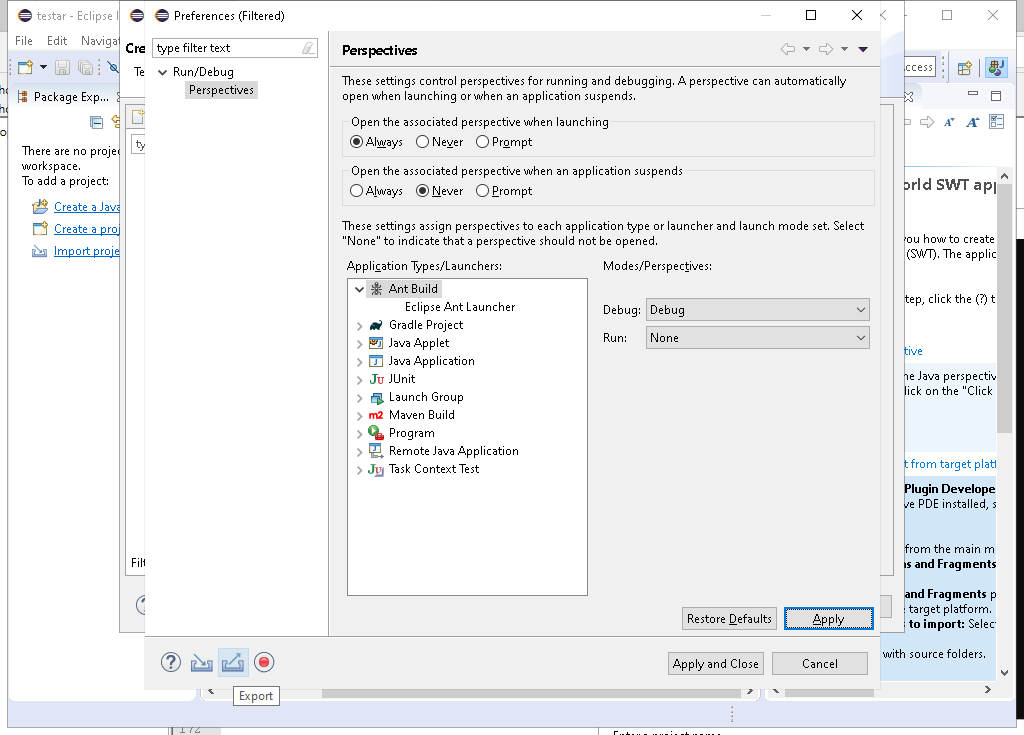 testar - Eclipse I
Preferences (Filtered)
File Edit Navigat
Cre
type filter text
Perspectives
Te
Run/Debug
Perspectives
ccess
Package Exp...
These settings control perspectives for running and debugging. A perspective can automatically
open when launching or when an application suspends.
Open the associated perspective when launching
Always Never Prompt
ty
There are no projec
workspace.
To add a project:
Open the associated perspective when an application suspends
Always Never Prompt
orld SWT app
Create a Java
Create a proj
Import proje
These settings assign perspectives to each application type or launcher and launch mode set. Select
"None" to indicate that a perspective should not be opened.
you how to create
(SWT). The applic
Application Types/Launchers:
Modes/Perspectives:
Ant Build
Eclipse Ant Launcher
Gradle Project
Java Applet
Java Application
JUnit
Launch Group
Maven Build
Program
Remote Java Application
Task Context Test
Debug: Debug
Run: None
tep, click the (?) t
tive
he Java perspectiv
lick on the "Click
t from target platf
Plugin Develope
ve PDE installed, s
from the main m
s and Fragments
and Fragments p
e target platform.
s to import: Selec
with source folders.
Filt
Restore Defaults
Apply
Apply and Close
Cancel
Export
172
Enter a project name